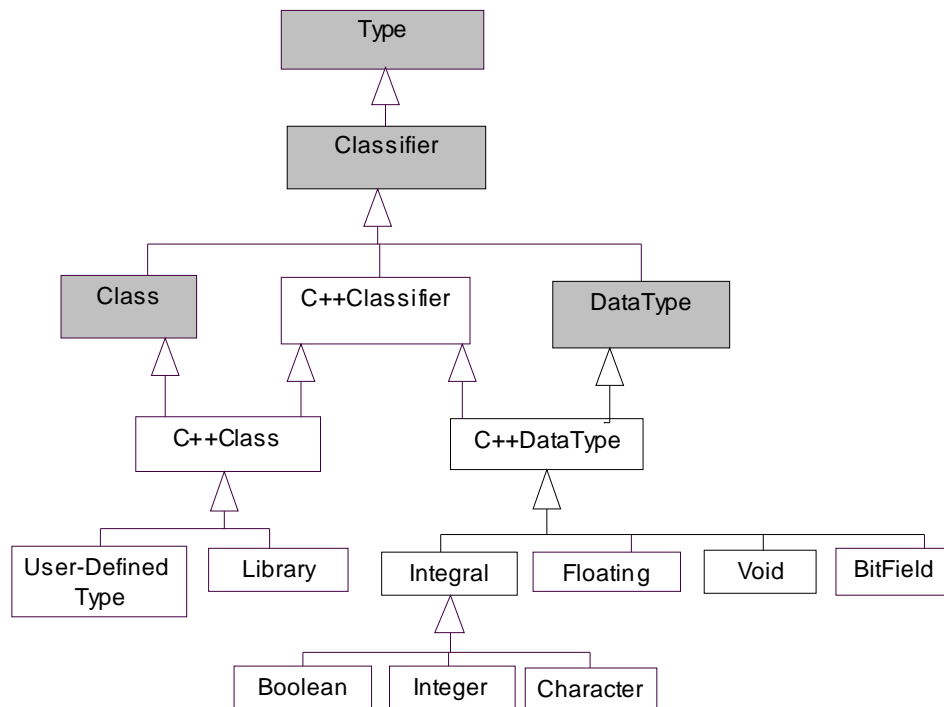 Type
Classifier
Class
C++Classifier
DataType
C++Class
C++DataType
User-Defined
Type
Library
Integral
Floating
Void
BitField
Boolean
Integer
Character